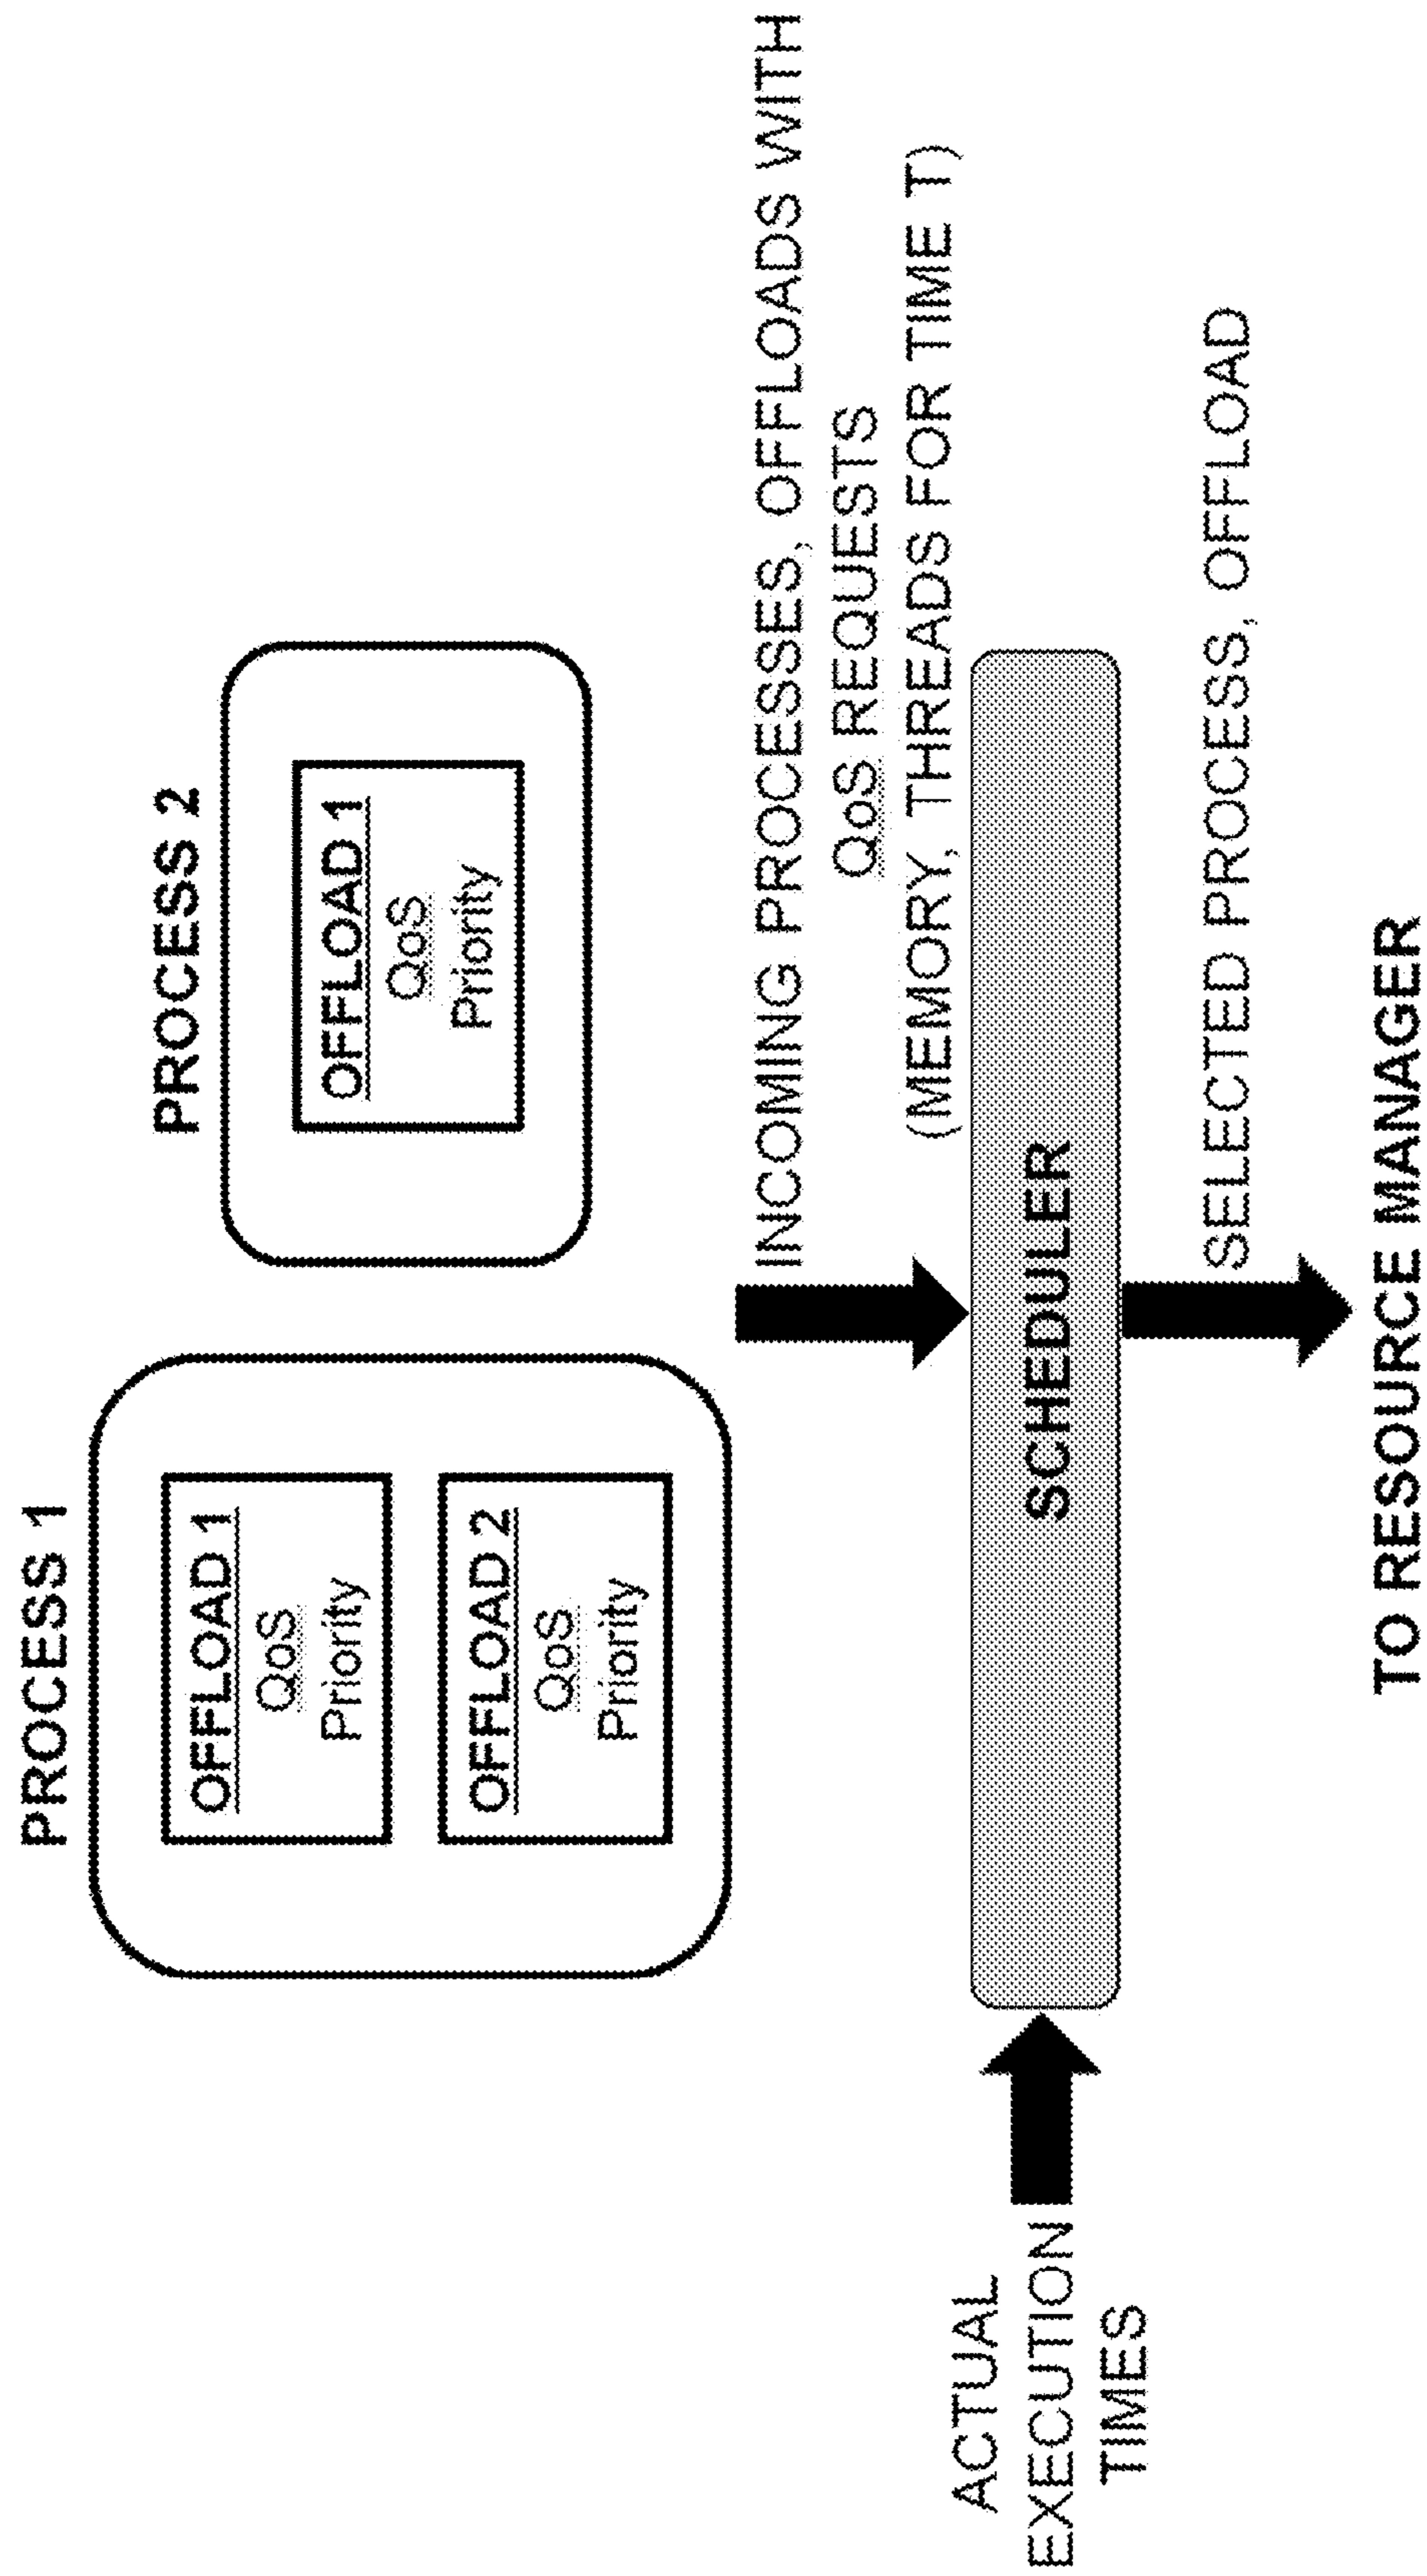 PROCESS 1
OFFLOAD 1
QoS
Priority
OFFLOAD 2
QoS
Priority
PROCESS 2
OFFLOAD 1
QoS
Priority
INCOMING PROCESSES, OFFLOADS WITH
QoS REQUESTS
(MEMORY, THREADS FOR TIME T)
ACTUAL
EXECUTION
TIMES
SCHEDULER
SELECTED PROCESS, OFFLOAD
TO RESOURCE MANAGER